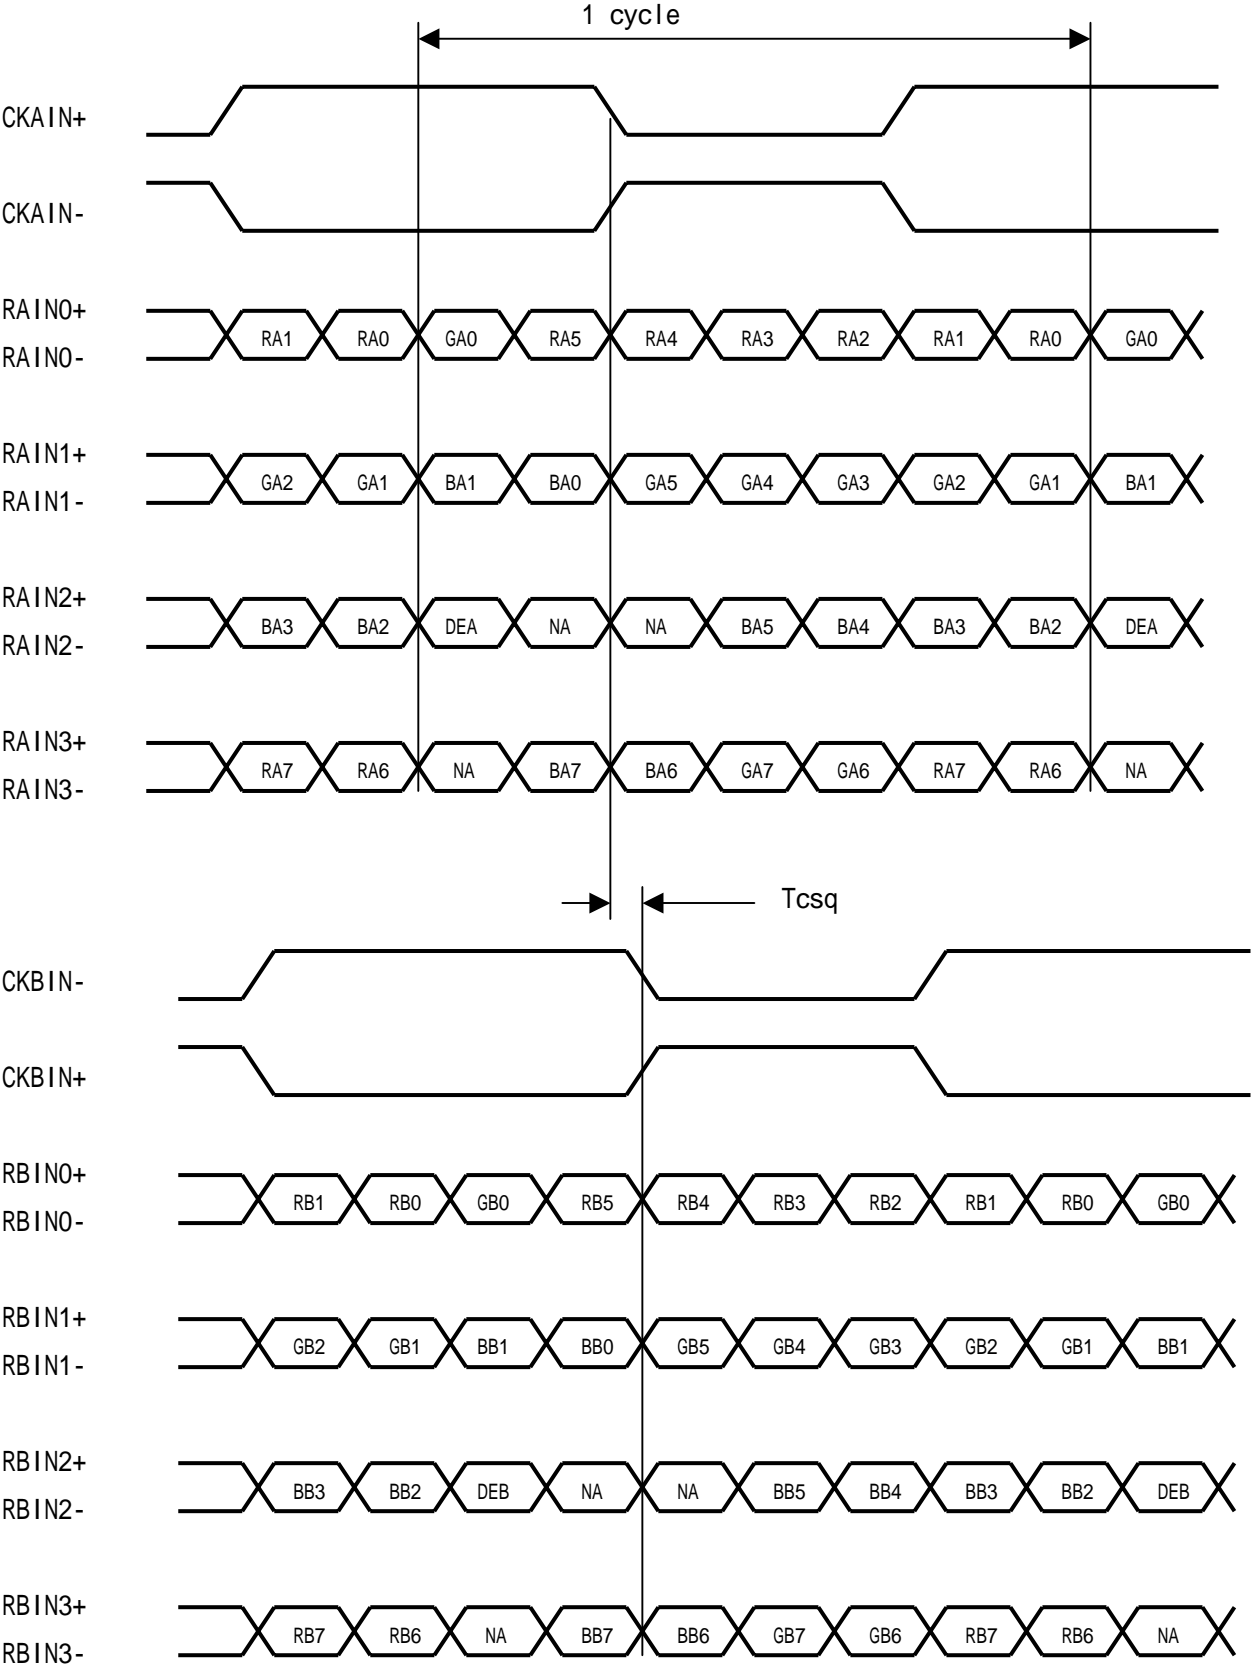 1 cycle
CKAIN+
CKAIN-
RAIN0+
RA1 RA0 GA0 RA5 RA4 RA3 RA2 RA1 RA0 GA0
RAIN0-
RAIN1+
GA2 GA1 BA1 BA0 GA5 GA4 GA3 GA2 GA1 BA1
RAIN1-
RAIN2+
BA3 BA2 DEA NA NA BA5 BA4 BA3 BA2 DEA
RAIN2-
RAIN3+
RA7 RA6 NA BA7 BA6 GA7 GA6 RA7 RA6 NA
RAIN3-
Tcsq
CKBIN-
CKBIN+
RBIN0+
RB1 RB0 GB0 RB5 RB4 RB3 RB2 RB1 RB0 GB0
RBIN0-
RBIN1+
GB2 GB1 BB1 BB0 GB5 GB4 GB3 GB2 GB1 BB1
RBIN1-
RBIN2+
BB3 BB2 DEB NA NA BB5 BB4 BB3 BB2 DEB
RBIN2-
RBIN3+
RB7 RB6 NA BB7 BB6 GB7 GB6 RB7 RB6 NA
RBIN3-